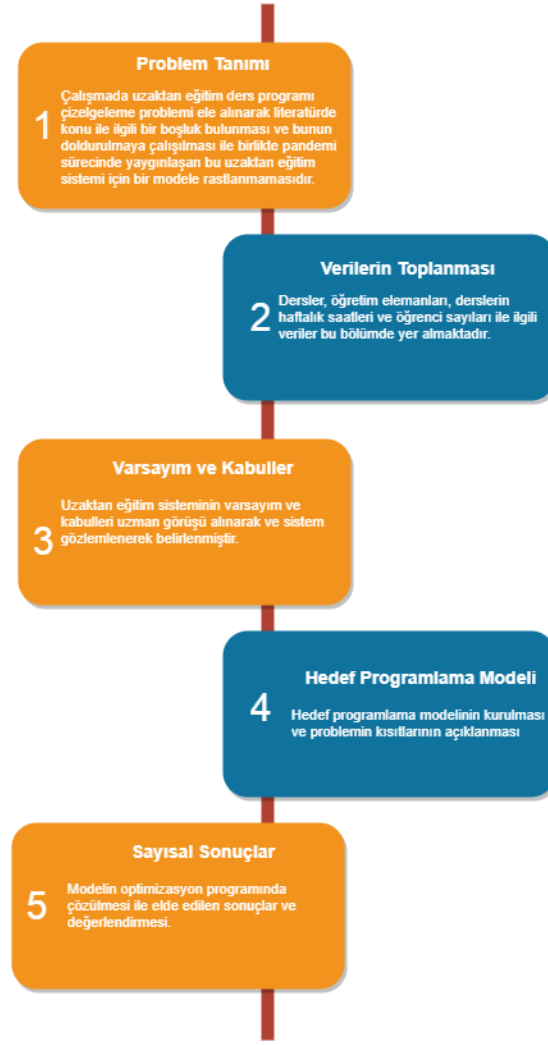 Problem Tanımı
1
Çalışmada uzaktan eğitim ders programı
çizelgeleme problemi ele alınarak literatürde
konu ile ilgili bir boşluk bulunması ve bunun
doldurulmaya çalışılması ile birlikte pandemi
sürecinde yaygınlaşan bu uzaktan eğitim
sistemi için bir modele rastlanmamasıdır.
Verilerin Toplanması
2
Dersler, öğretim elemanları, derslerin
haftalık saatleri ve öğrenci sayıları ile ilgili
veriler bu bölümde yer almaktadır.
Varsayım ve Kabuller
3
Uzaktan eğitim sisteminin varsayım ve
kabulleri uzman görüşü alınarak ve sistem
gözlemlenerek belirlenmiştir.
Hedef Programlama Modeli
4
Hedef programlama modelinin kurulması
ve problemin kısıtlarının açıklanması
Sayısal Sonuçlar
5
Modelin optimizasyon programında
çözülmesi ile elde edilen sonuçlar ve
değerlendirmesi.